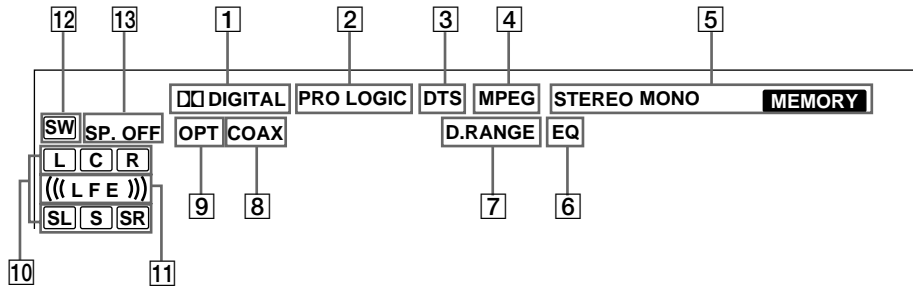 12 13 1 2 3 4 5
DIGITAL PRO LOGIC DTS MPEG STEREO MONO MEMORY
SW SP. OFF OPT COAX D.RANGE EQ
L C R
((( L F E )))
9 8 7 6
SL S SR
10 11